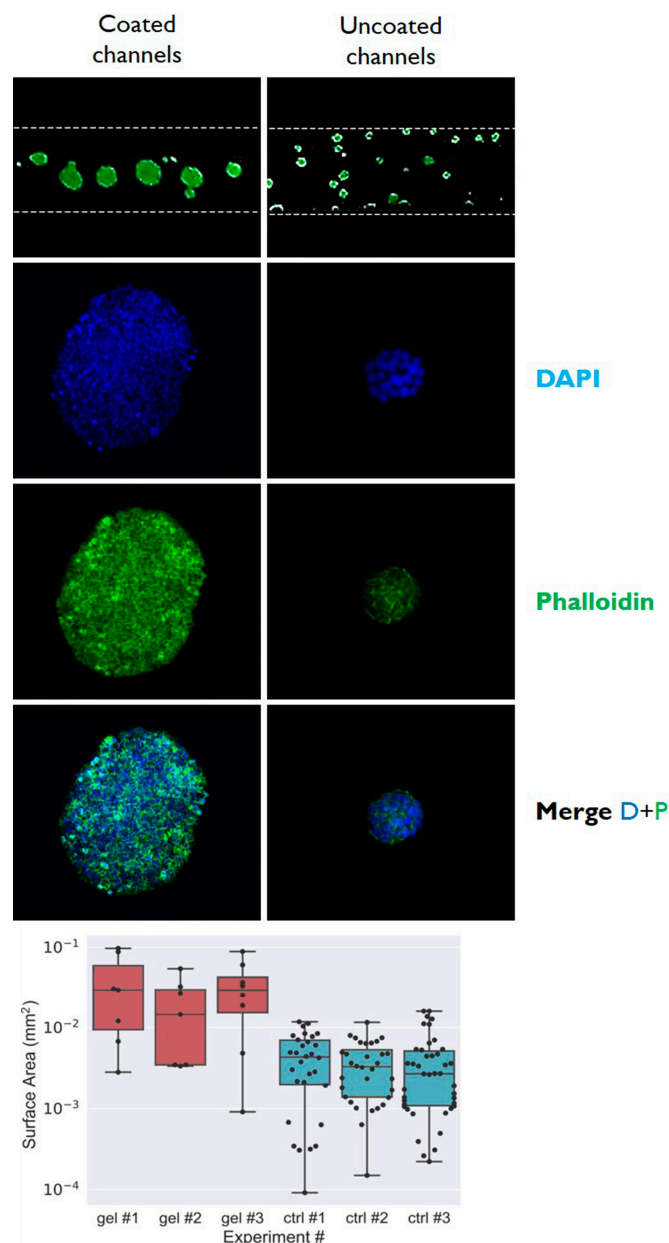 Coated
channels
Uncoated
channels
DAPI
Phalloidin
Merge D+P
Surface Area (mm²)
10⁻¹
10⁻²
10⁻³
10⁻⁴
gel #1 gel #2 gel #3 ctrl #1 ctrl #2 ctrl #3
Experiment #